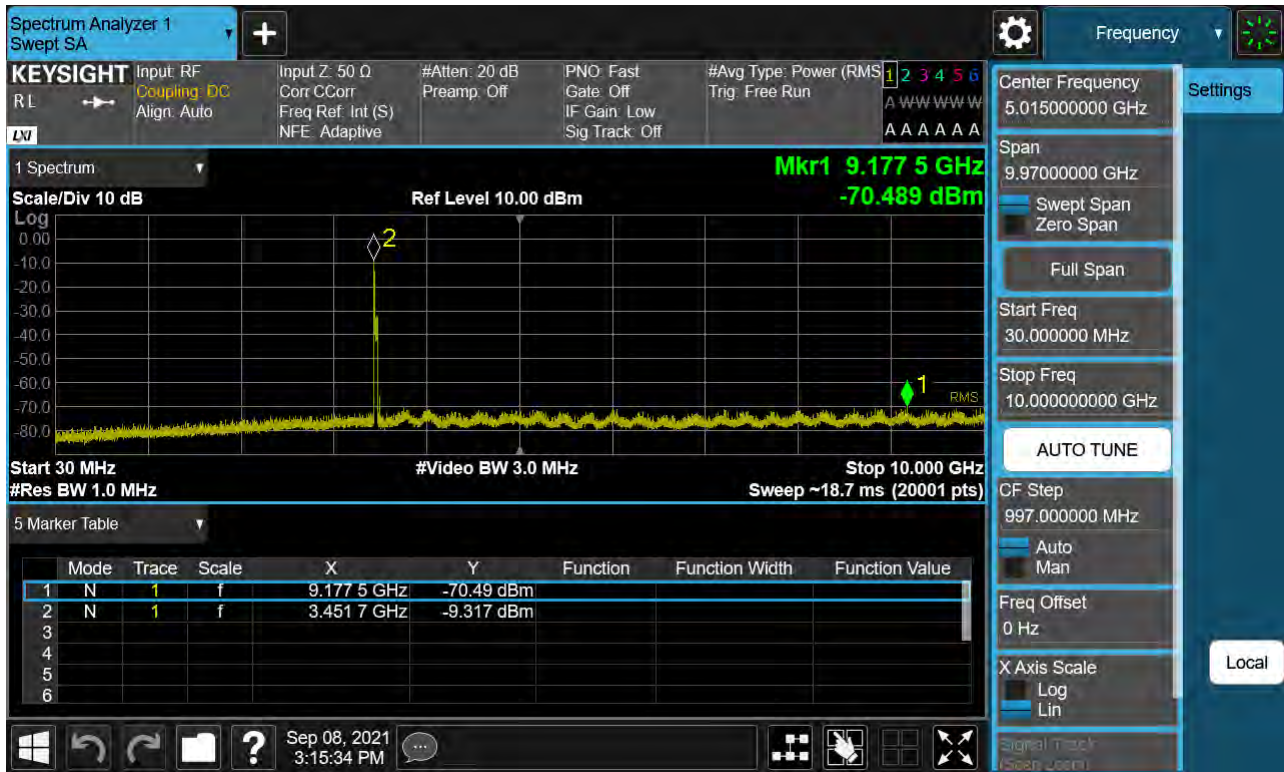 Spectrum Analyzer 1
Swept SA
Frequency
KEYSIGHT
RL
LXI
Input: RF
Coupling: DC
Align: Auto
Input Z: 50 Ω
Corr CCorr
Freq Ref: Int (S)
NFE: Adaptive
#Atten: 20 dB
Preamp: Off
PNO: Fast
Gate: Off
IF Gain: Low
Sig Track: Off
#Avg Type: Power (RMS
Trig: Free Run
1 2 3 4 5 6
A W W W W W
A A A A A A
1 Spectrum
Scale/Div 10 dB
Ref Level 10.00 dBm
Mkr1 9.177 5 GHz
-70.489 dBm
Log
0.00
-10.0
-20.0
-30.0
-40.0
-50.0
-60.0
-70.0
-80.0
2
1
RMS
Start 30 MHz
#Video BW 3.0 MHz
Stop 10.000 GHz
#Res BW 1.0 MHz
Sweep ~18.7 ms (20001 pts)
5 Marker Table
Mode Trace Scale X Y Function Function Width Function Value
1 N 1 f 9.177 5 GHz -70.49 dBm
2 N 1 f 3.451 7 GHz -9.317 dBm
3
4
5
6
Sep 08, 2021
3:15:34 PM
Center Frequency
5.015000000 GHz
Span
9.97000000 GHz
Swept Span
Zero Span
Full Span
Start Freq
30.000000 MHz
Stop Freq
10.000000000 GHz
AUTO TUNE
CF Step
997.000000 MHz
Auto
Man
Freq Offset
0 Hz
X Axis Scale
Log
Lin
Signal Track
(Span Zoom)
Settings
Local